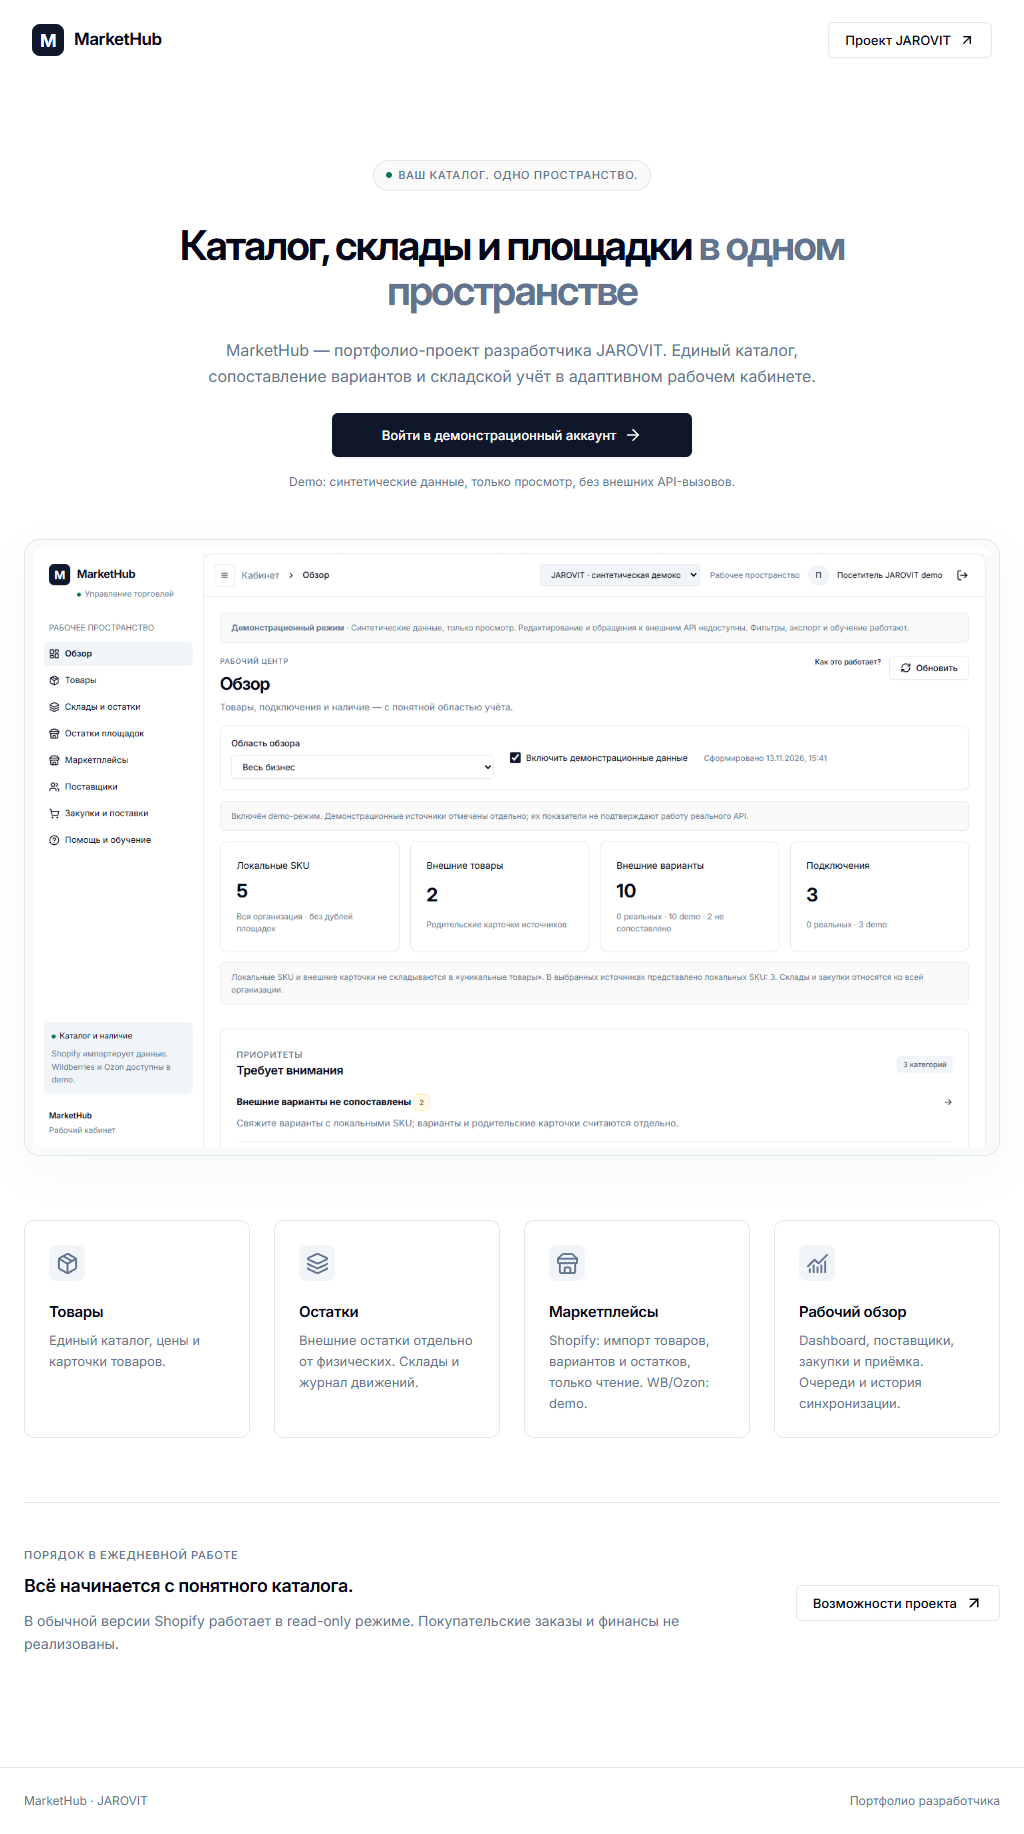 M MarketHub
Проект JAROVIT
ВАШ КАТАЛОГ. ОДНО ПРОСТРАНСТВО.
Каталог, склады и площадки в одном
пространстве
MarketHub — портфолио-проект разработчика JAROVIT. Единый каталог,
сопоставление вариантов и складской учёт в адаптивном рабочем кабинете.
Войти в демонстрационный аккаунт
Demo: синтетические данные, только просмотр, без внешних API-вызовов.
M MarketHub
Управление торговлей
РАБОЧЕЕ ПРОСТРАНСТВО
Обзор
Товары
Склады и остатки
Остатки площадок
Маркетплейсы
Поставщики
Закупки и поставки
Помощь и обучение
Каталог и наличие
Shopify импортирует данные.
Wildberries и Ozon доступны в
demo.
MarketHub
Рабочий кабинет
Кабинет Обзор
JAROVIT · синтетическая демокс
Рабочее пространство
П
Посетитель JAROVIT demo
Демонстрационный режим · Синтетические данные, только просмотр. Редактирование и обращения к внешним API недоступны. Фильтры, экспорт и обучение работают.
РАБОЧИЙ ЦЕНТР
Обзор
Товары, подключения и наличие — с понятной областью учёта.
Как это работает?
Обновить
Область обзора
Весь бизнес
Включить демонстрационные данные
Сформировано 13.11.2026, 15:41
Включён demo-режим. Демонстрационные источники отмечены отдельно; их показатели не подтверждают работу реального API.
Локальные SKU
5
Вся организация · без дублей
площадок
Внешние товары
2
Родительские карточки источников
Внешние варианты
10
0 реальных · 10 demo · 2 не
сопоставлено
Подключения
3
0 реальных · 3 demo
Локальные SKU и внешние карточки не складываются в «уникальные товары». В выбранных источниках представлено локальных SKU: 3. Склады и закупки относятся ко всей
организации.
ПРИОРИТЕТЫ
Требует внимания
3 категорий
Внешние варианты не сопоставлены 2
Свяжите варианты с локальными SKU; варианты и родительские карточки считаются отдельно.
Товары
Единый каталог, цены и
карточки товаров.
Остатки
Внешние остатки отдельно
от физических. Склады и
журнал движений.
Маркетплейсы
Shopify: импорт товаров,
вариантов и остатков,
только чтение. WB/Ozon:
demo.
Рабочий обзор
Dashboard, поставщики,
закупки и приёмка.
Очереди и история
синхронизации.
ПОРЯДОК В ЕЖЕДНЕВНОЙ РАБОТЕ
Всё начинается с понятного каталога.
В обычной версии Shopify работает в read-only режиме. Покупательские заказы и финансы не
реализованы.
Возможности проекта
MarketHub · JAROVIT
Портфолио разработчика